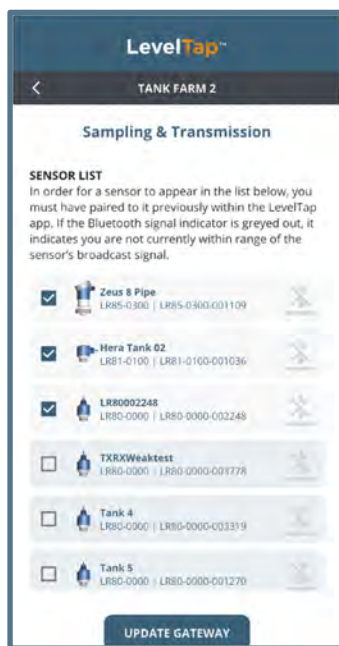 LevelTap™
TANK FARM 2
Sampling & Transmission
SENSOR LIST
In order for a sensor to appear in the list below, you
must have paired to it previously within the LevelTap
app. If the Bluetooth signal indicator is greyed out, it
indicates you are not currently within range of the
sensor's broadcast signal.
Zeus 8 Pipe
LR85-0300 | LR85-0300-001109
Hera Tank 02
LR81-0100 | LR81-0100-001036
LR80002248
LR80-0000 | LR80-0000-002248
TXRXWeaktest
LR80-0000 | LR80-0000-003778
Tank 4
LR80-0000 | LR80-0000-003319
Tank 5
LR80-0000 | LR80-0000-001270
UPDATE GATEWAY